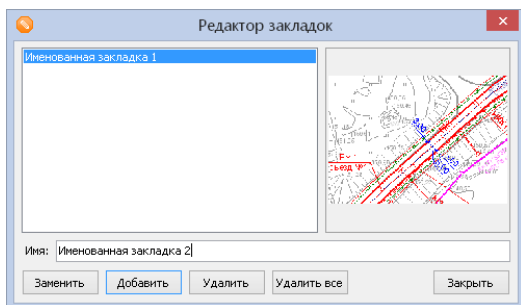 Редактор закладок
Именованная закладка 1
Имя: Именованная закладка 2
Заменить Добавить Удалить Удалить все Закрыть